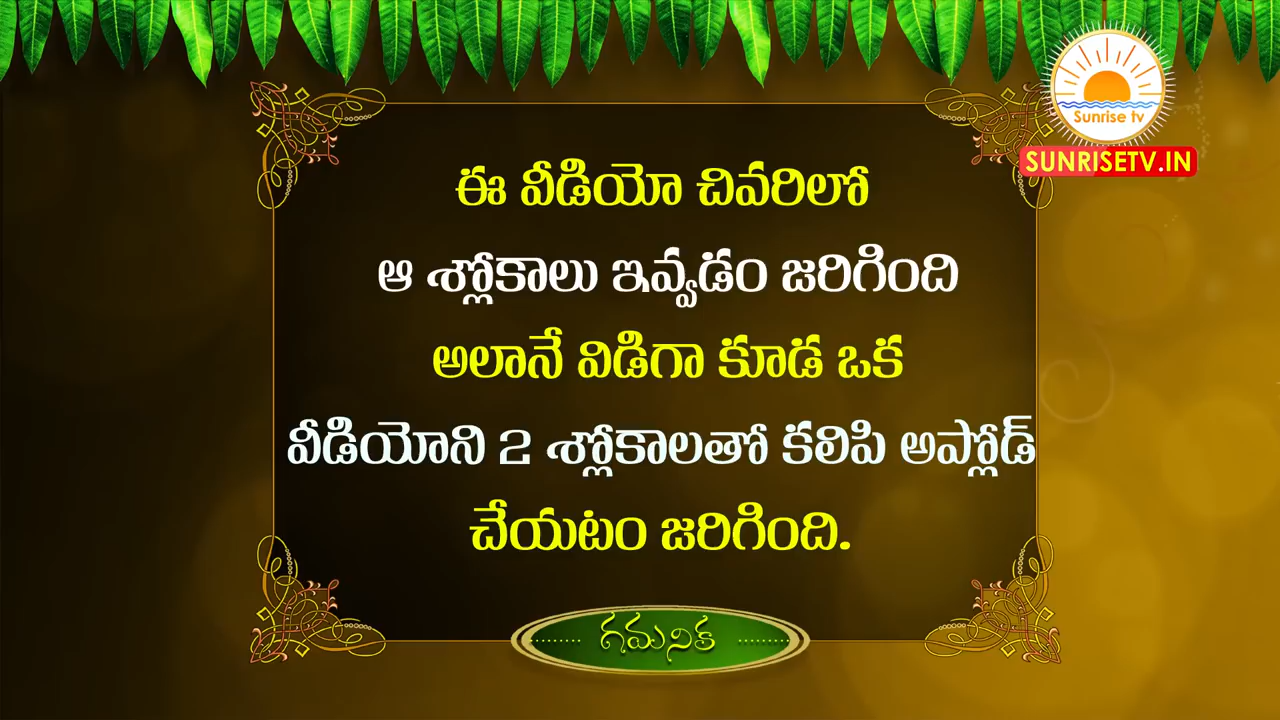 Sunrise tv
SUNRISETV.IN
ఈ వీడియో చివరిలో
ఆ శ్లోకాలు ఇవ్వడం జరిగింది
అలానే విడిగా కూడ ఒక
వీడియోని 2 శ్లోకాలతో కలిపి అప్లోడ్
చేయటం జరిగింది.
గమనిక